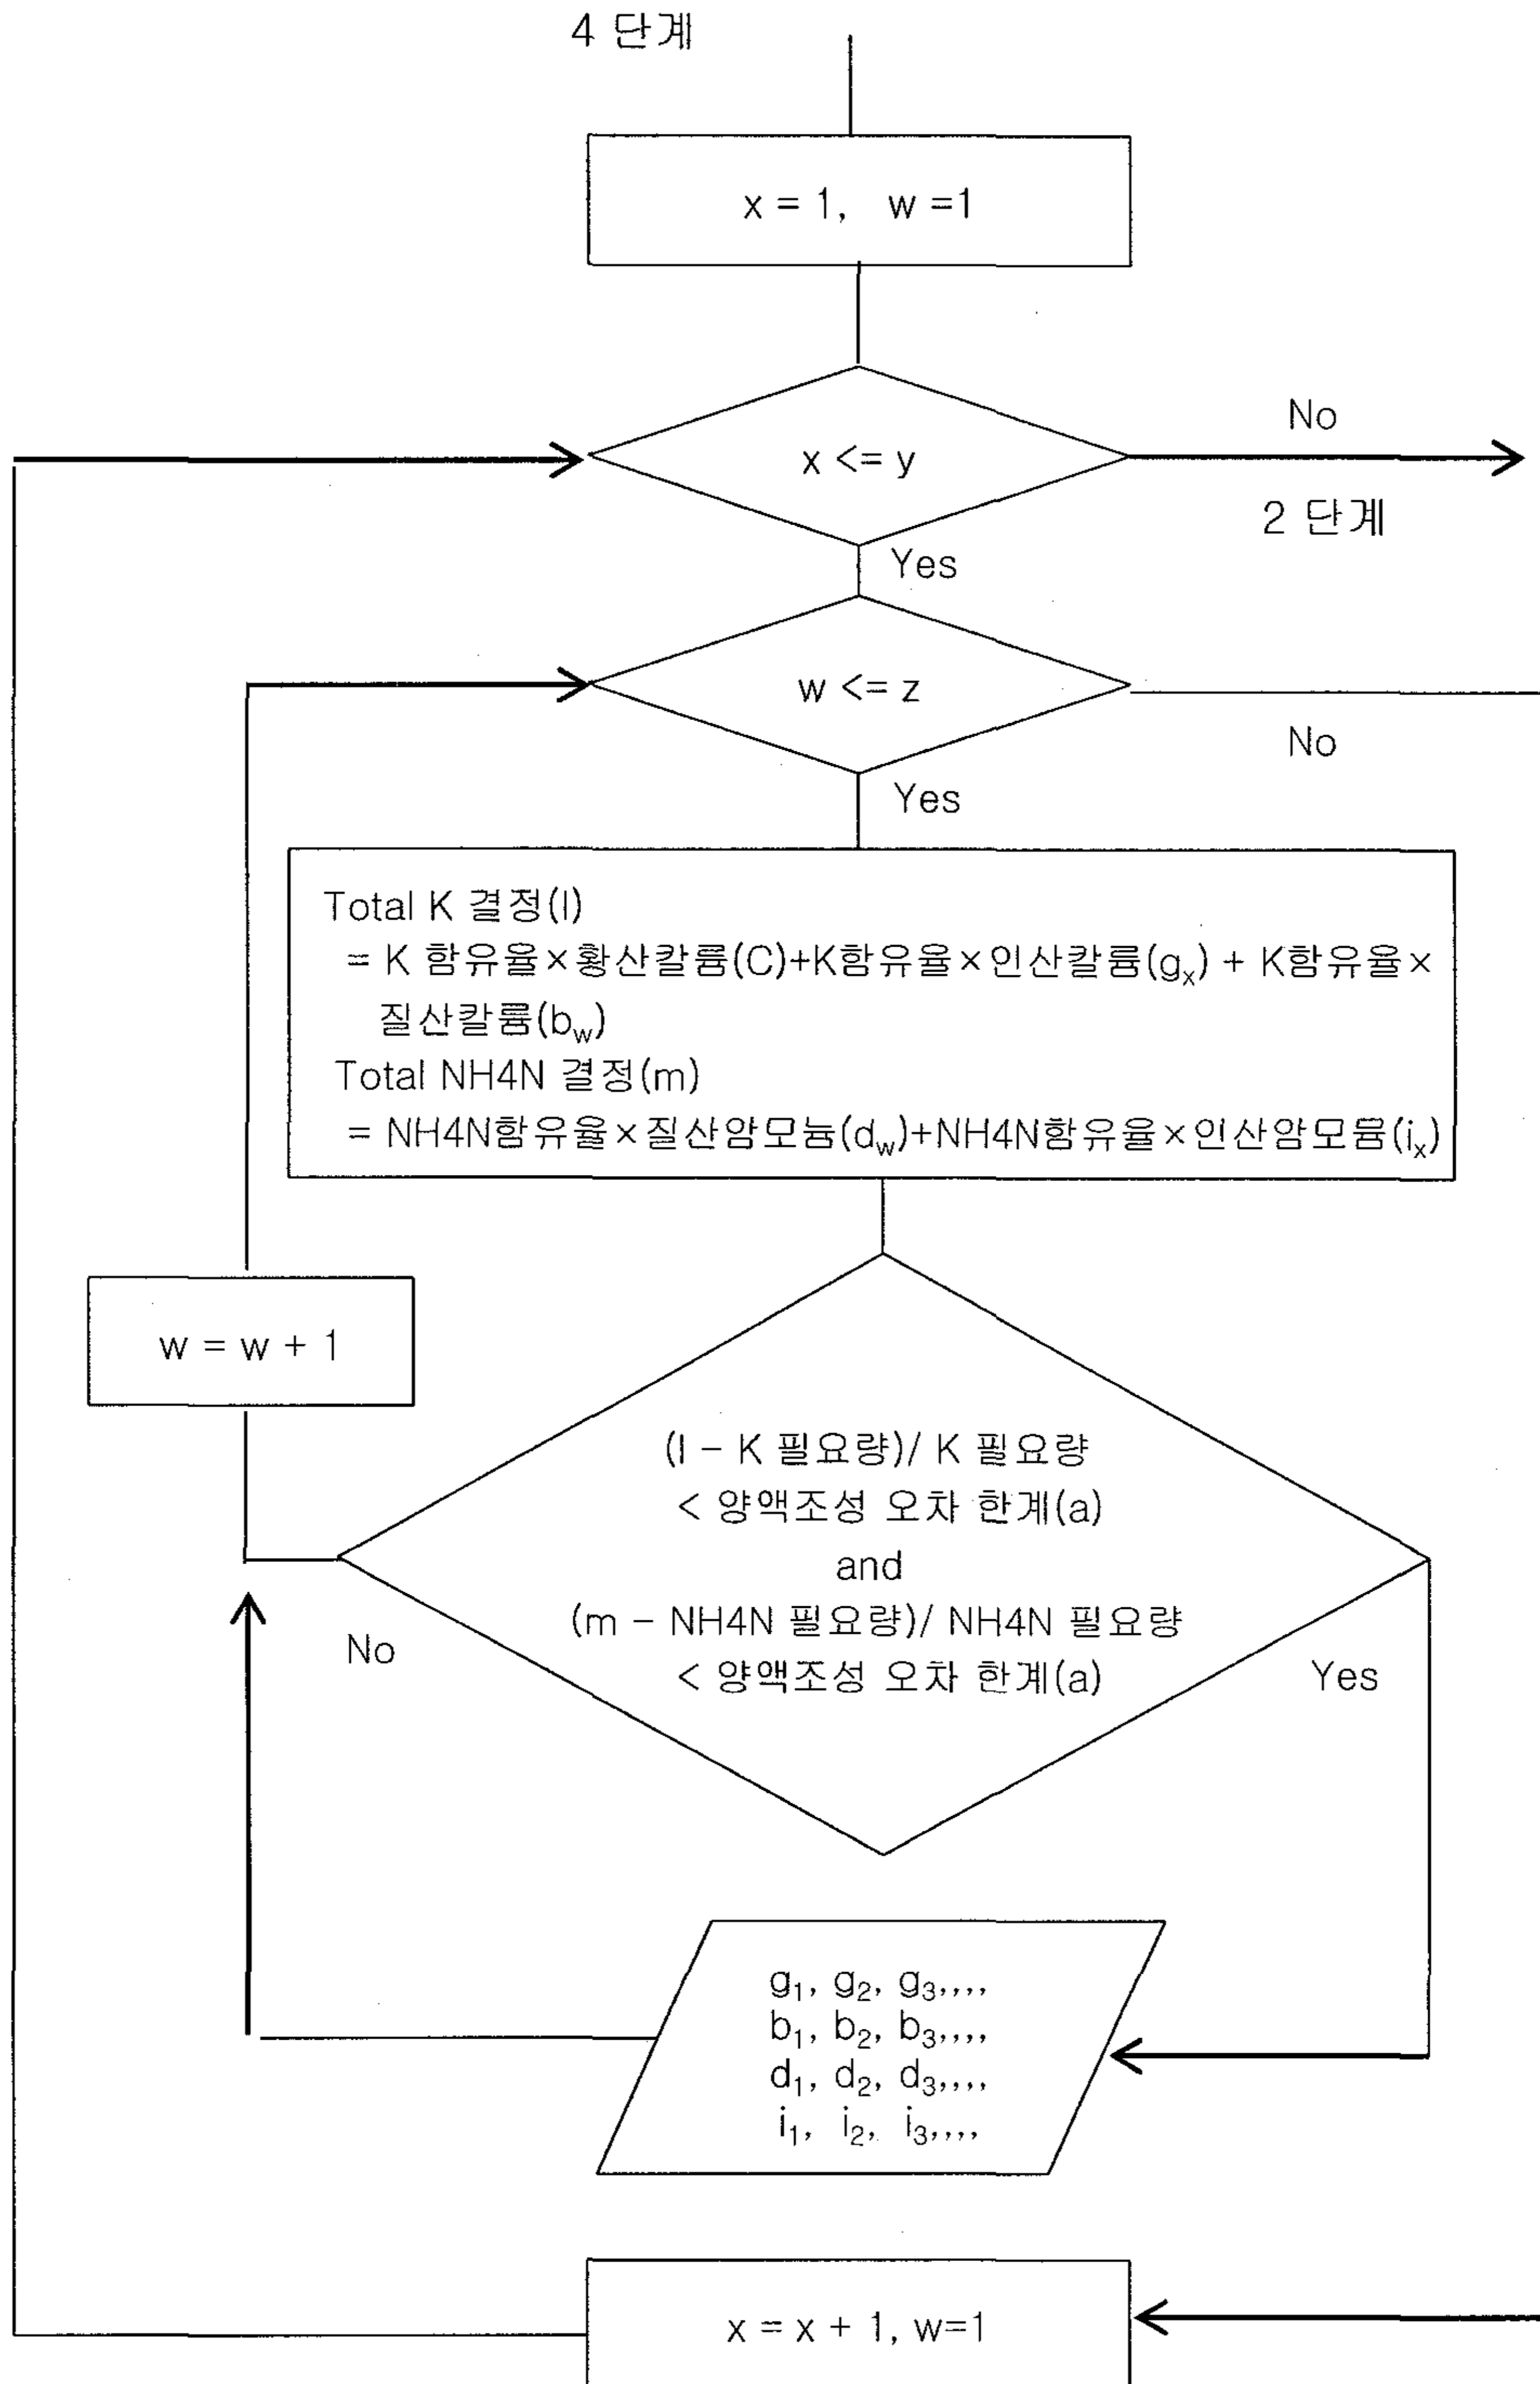 4 단계
x = 1, w =1
x <= y
No
2 단계
Yes
w <= z
No
Yes
Total K 결정(l)
= K 함유율×황산칼륨(C)+K함유율×인산칼륨(gₓ) + K함유율×
질산칼륨(b_w)
Total NH4N 결정(m)
= NH4N함유율×질산암모늄(d_w)+NH4N함유율×인산암모믐(iₓ)
w = w + 1
(l – K 필요량)/ K 필요량
< 양액조성 오차 한계(a)
and
(m – NH4N 필요량)/ NH4N 필요량
< 양액조성 오차 한계(a)
No
Yes
g₁, g₂, g₃,,,,
b₁, b₂, b₃,,,,
d₁, d₂, d₃,,,,
i₁, i₂, i₃,,,,
x = x + 1, w=1